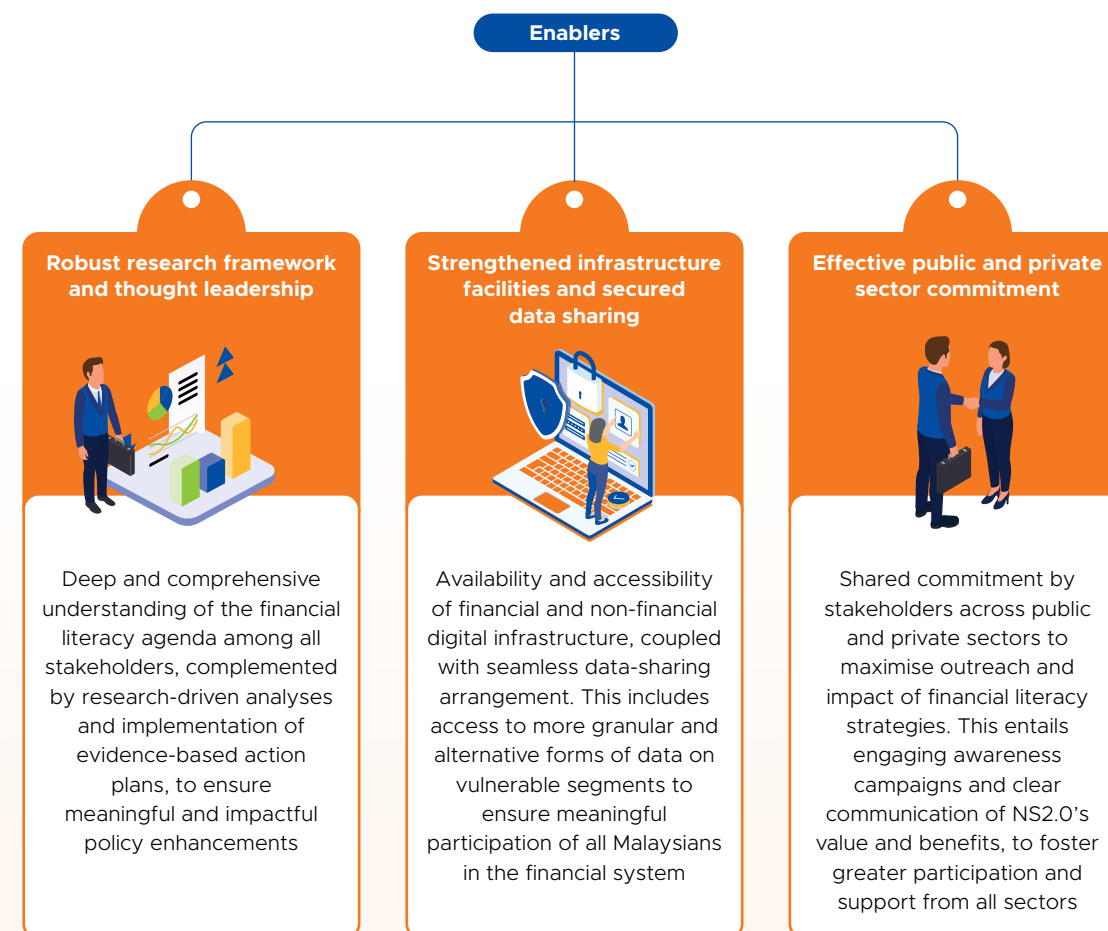 Enablers
Robust research framework
and thought leadership
Deep and comprehensive
understanding of the financial
literacy agenda among all
stakeholders, complemented
by research-driven analyses
and implementation of
evidence-based action
plans, to ensure
meaningful and impactful
policy enhancements
Strengthened infrastructure
facilities and secured
data sharing
Availability and accessibility
of financial and non-financial
digital infrastructure, coupled
with seamless data-sharing
arrangement. This includes
access to more granular and
alternative forms of data on
vulnerable segments to
ensure meaningful
participation of all Malaysians
in the financial system
Effective public and private
sector commitment
Shared commitment by
stakeholders across public
and private sectors to
maximise outreach and
impact of financial literacy
strategies. This entails
engaging awareness
campaigns and clear
communication of NS2.0’s
value and benefits, to foster
greater participation and
support from all sectors